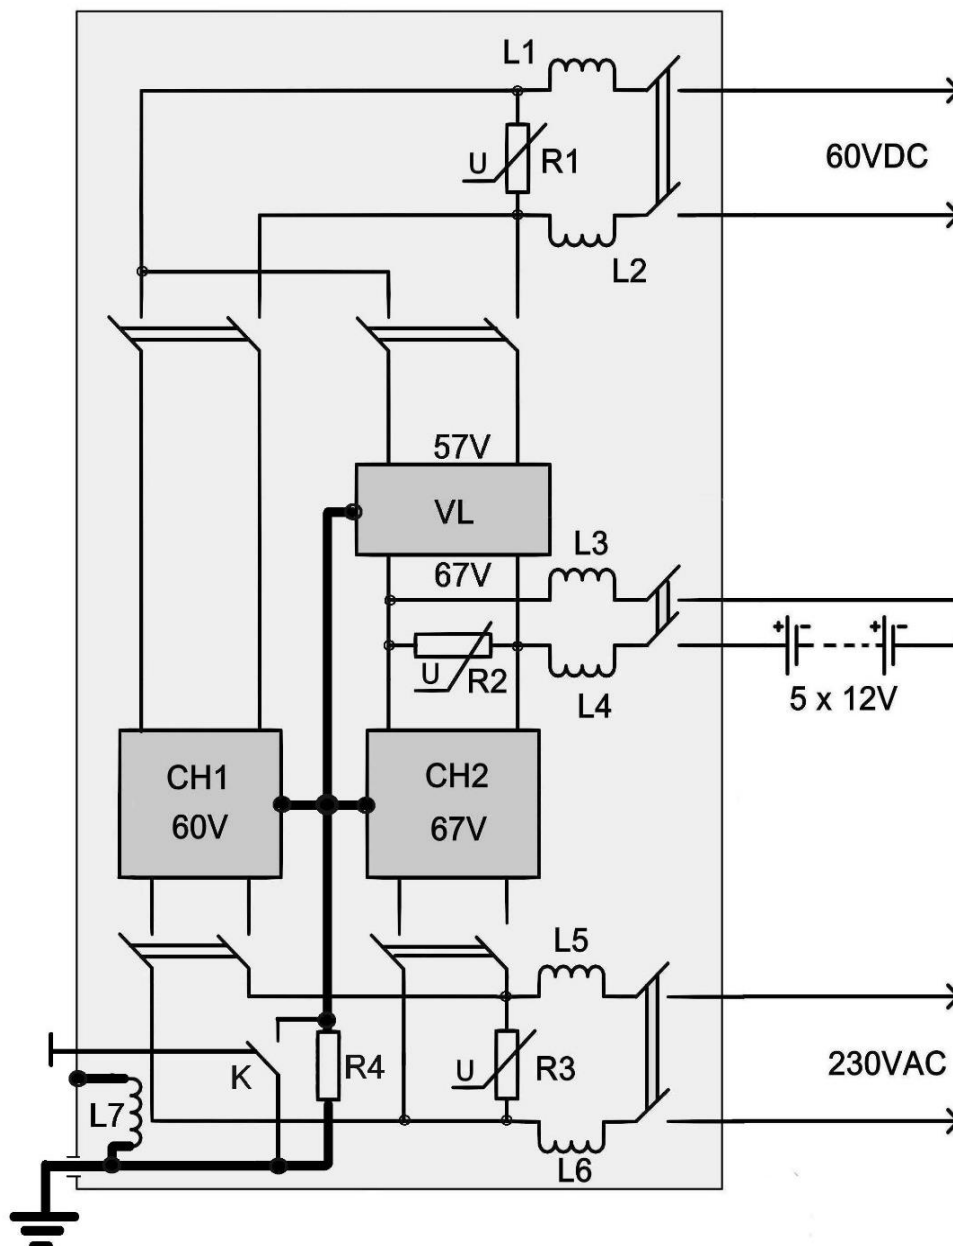 L1
60VDC
U
R1
L2
57V
VL
L3
67V
+ - + -
U
R2
L4
5 x 12V
CH1
60V
CH2
67V
L5
K
R4
U
R3
230VAC
L7
L6